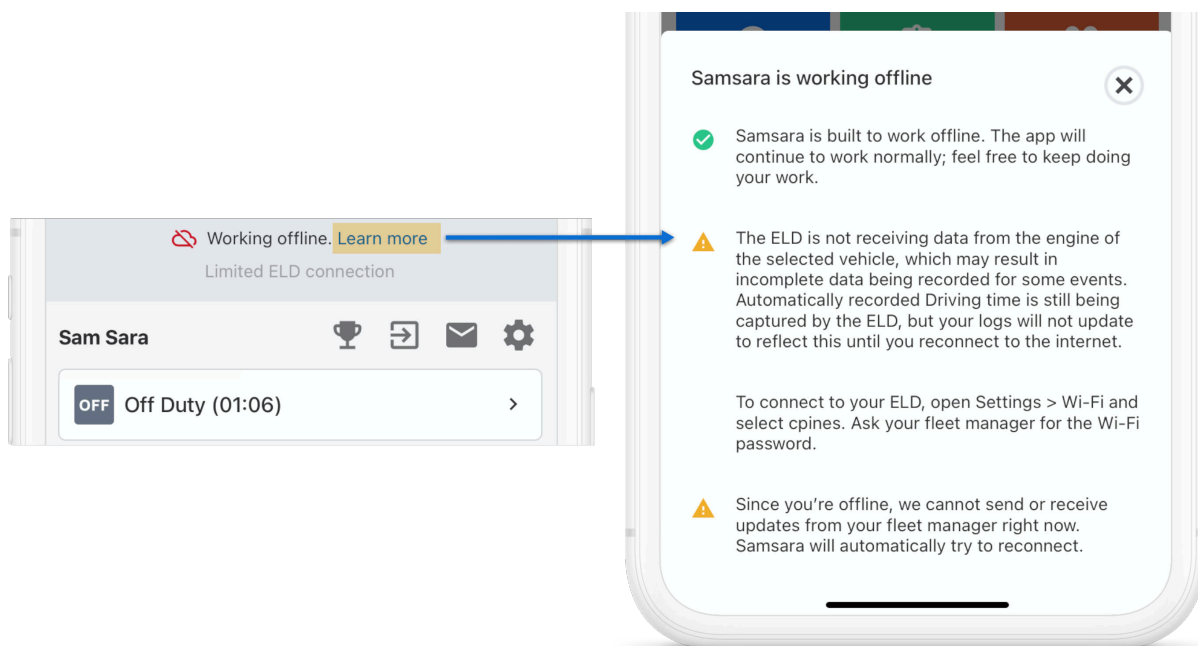 Working offline. Learn more
Limited ELD connection
Sam Sara
OFF Off Duty (01:06)
Samsara is working offline
Samsara is built to work offline. The app will
continue to work normally; feel free to keep doing
your work.
The ELD is not receiving data from the engine of
the selected vehicle, which may result in
incomplete data being recorded for some events.
Automatically recorded Driving time is still being
captured by the ELD, but your logs will not update
to reflect this until you reconnect to the internet.
To connect to your ELD, open Settings > Wi-Fi and
select cpines. Ask your fleet manager for the Wi-Fi
password.
Since you’re offline, we cannot send or receive
updates from your fleet manager right now.
Samsara will automatically try to reconnect.